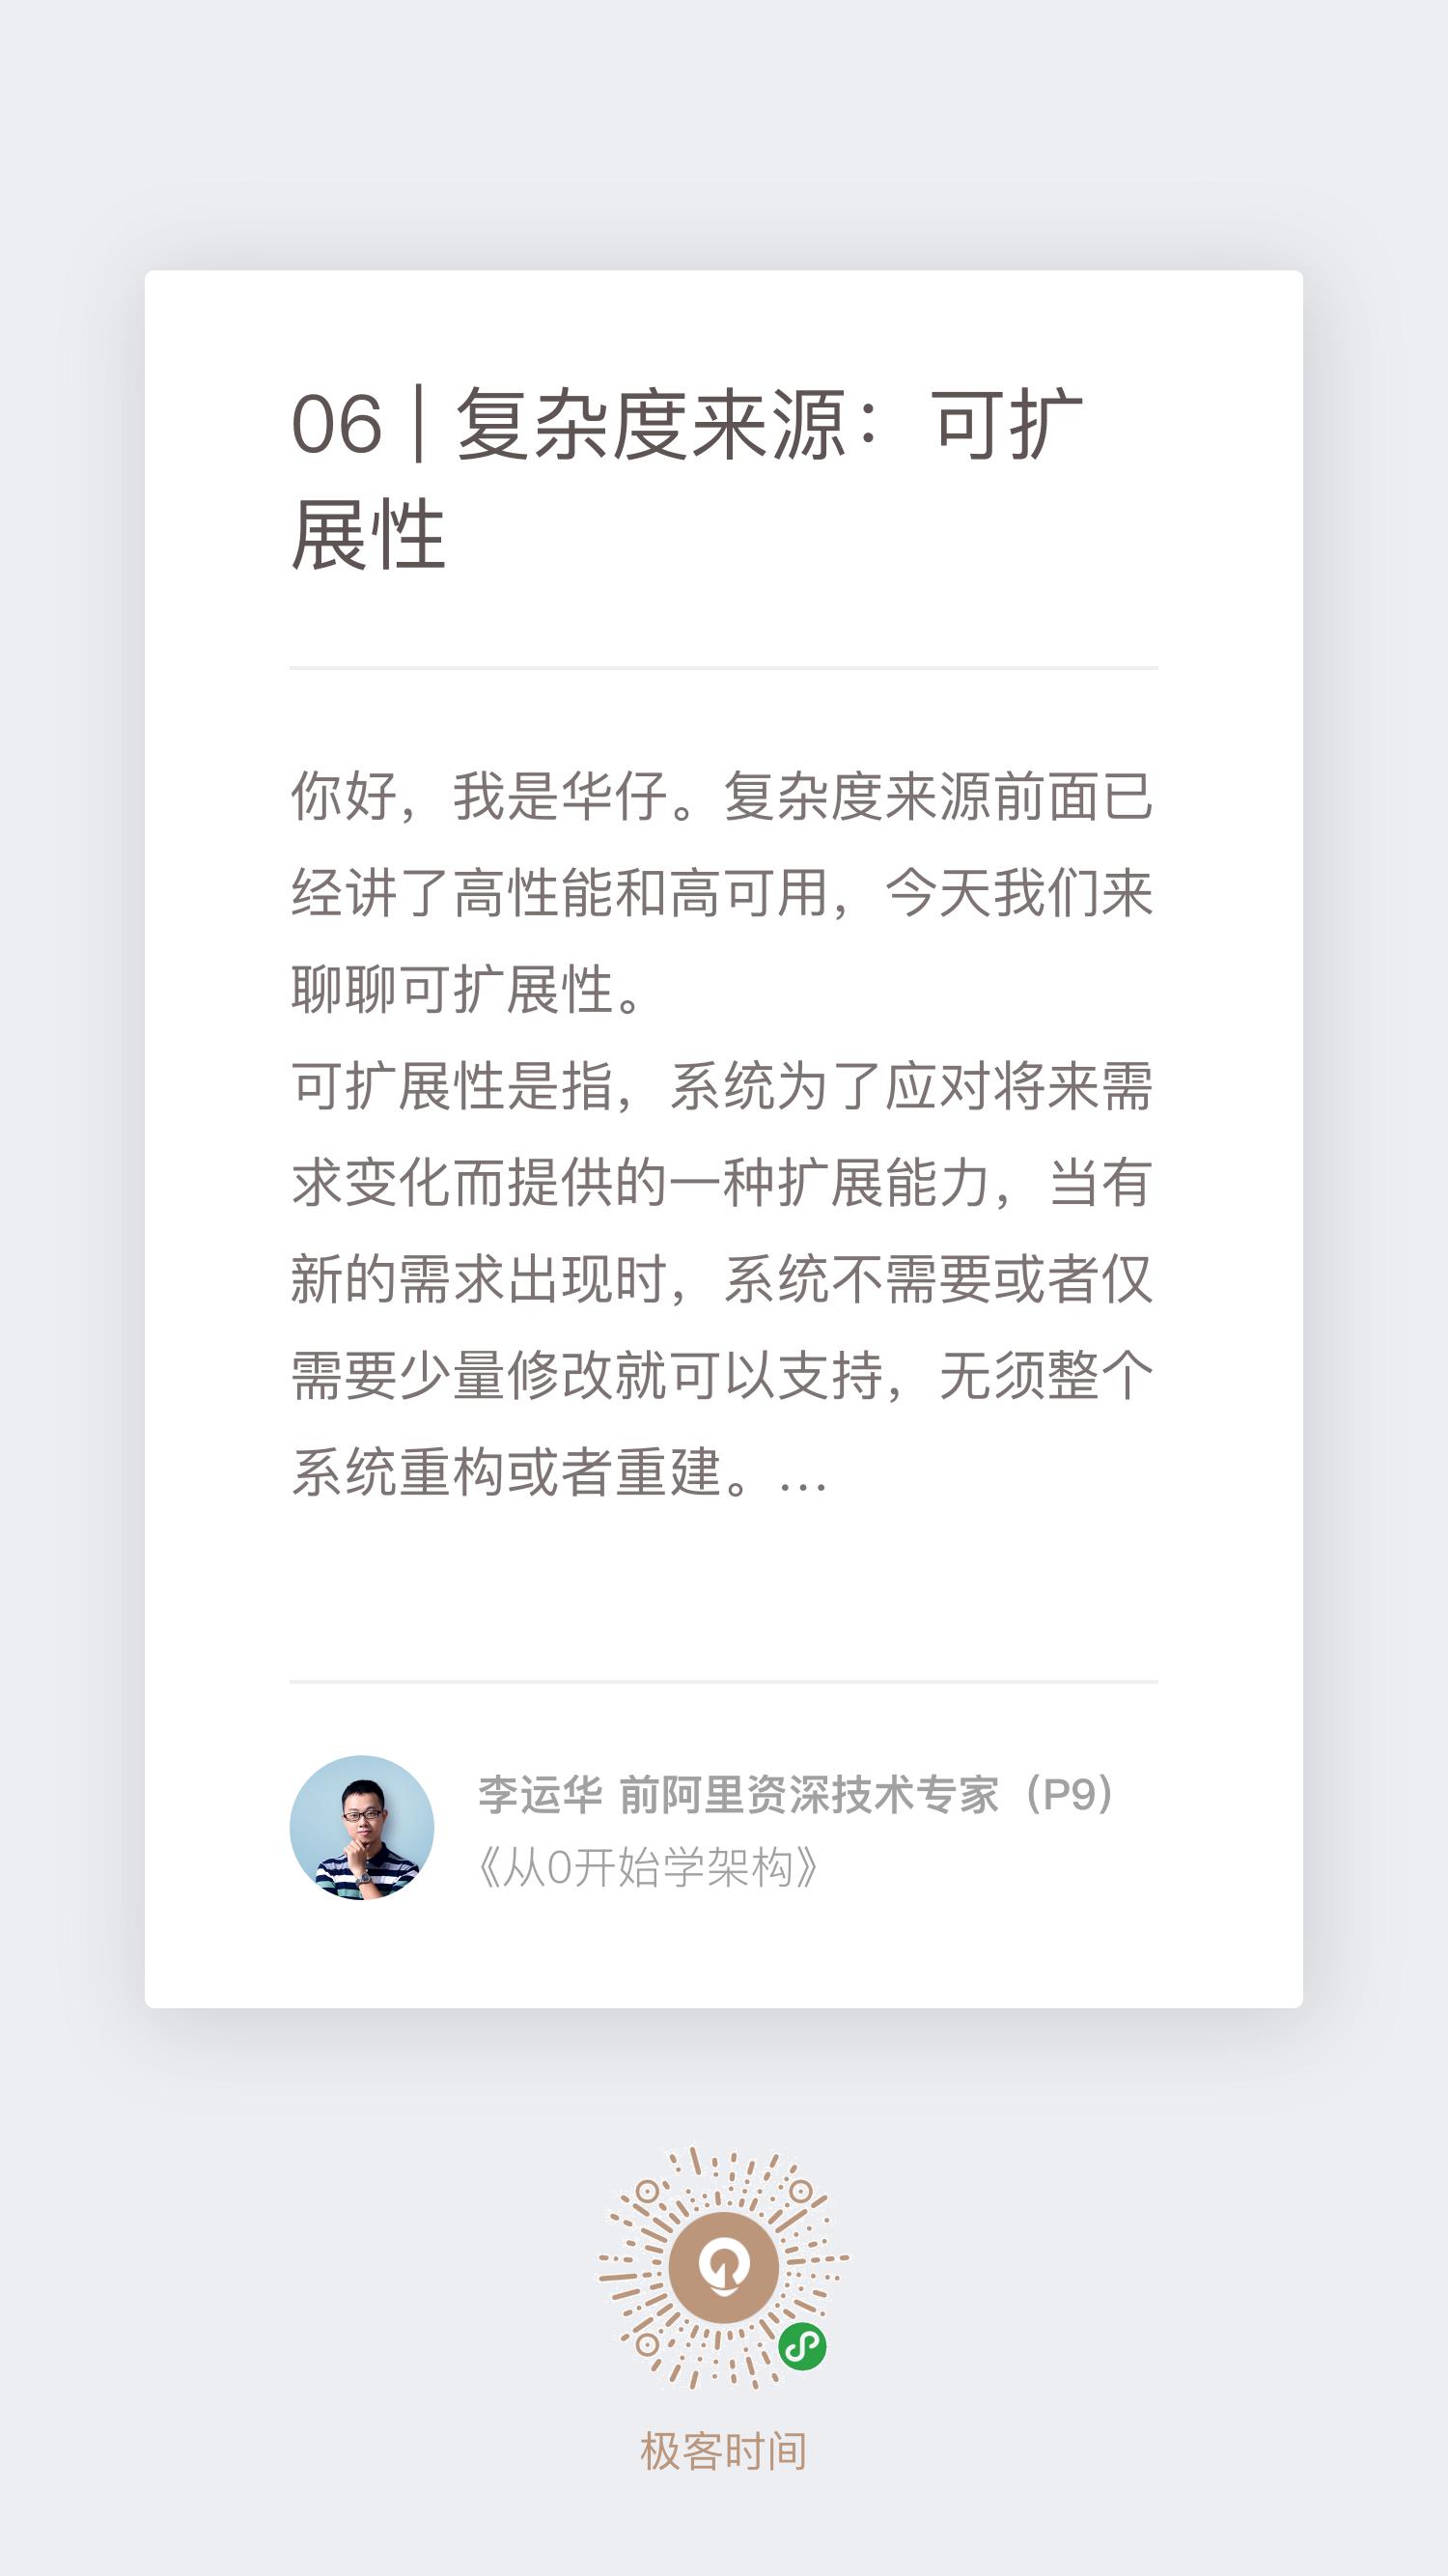 06 | 复杂度来源：可扩
展性
你好，我是华仔。复杂度来源前面已
经讲了高性能和高可用，今天我们来
聊聊可扩展性。
可扩展性是指，系统为了应对将来需
求变化而提供的一种扩展能力，当有
新的需求出现时，系统不需要或者仅
需要少量修改就可以支持，无须整个
系统重构或者重建。…
李运华 前阿里资深技术专家（P9）
《从0开始学架构》
极客时间